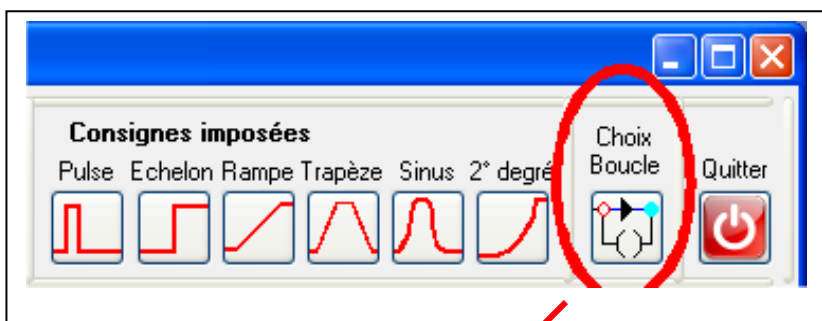 Consignes imposées
Pulse Echelon Rampe Trapèze Sinus 2° degré
Choix
Boucle
Quitter